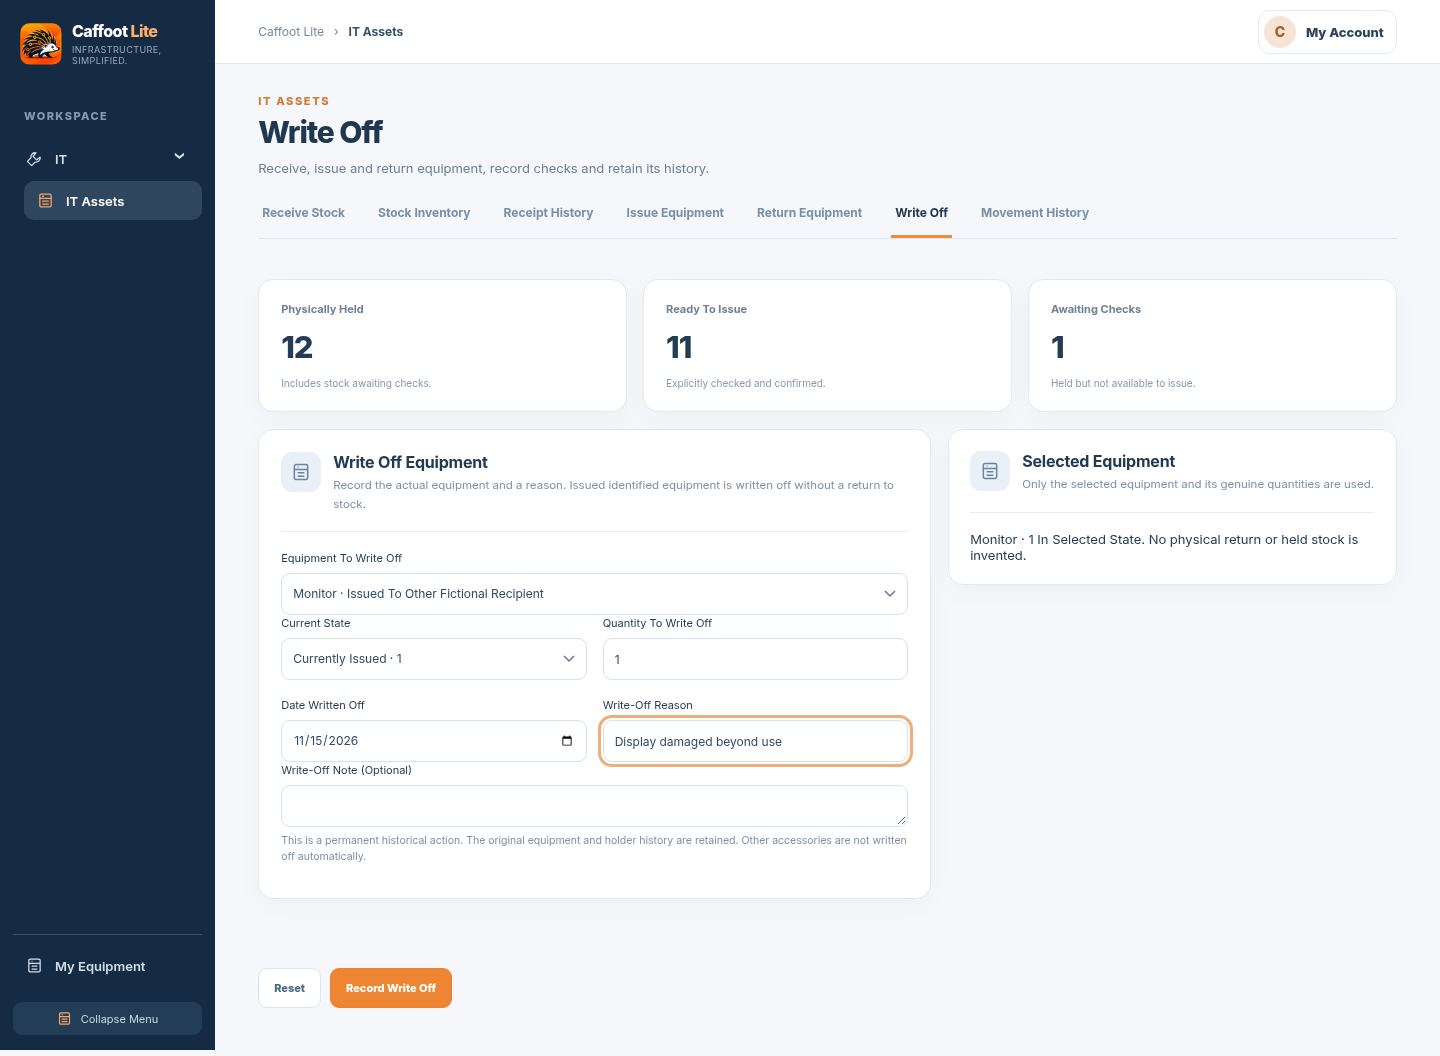 Caffoot Lite
INFRASTRUCTURE,
SIMPLIFIED.
WORKSPACE
IT
IT Assets
My Equipment
Collapse Menu
Caffoot Lite › IT Assets
C My Account
IT ASSETS
Write Off
Receive, issue and return equipment, record checks and retain its history.
Receive Stock Stock Inventory Receipt History Issue Equipment Return Equipment Write Off Movement History
Physically Held
12
Includes stock awaiting checks.
Ready To Issue
11
Explicitly checked and confirmed.
Awaiting Checks
1
Held but not available to issue.
Write Off Equipment
Record the actual equipment and a reason. Issued identified equipment is written off without a return to
stock.
Equipment To Write Off
Monitor · Issued To Other Fictional Recipient
Current State
Currently Issued · 1
Quantity To Write Off
1
Date Written Off
11/15/2026
Write-Off Reason
Display damaged beyond use
Write-Off Note (Optional)
This is a permanent historical action. The original equipment and holder history are retained. Other accessories are not written
off automatically.
Selected Equipment
Only the selected equipment and its genuine quantities are used.
Monitor · 1 In Selected State. No physical return or held stock is
invented.
Reset
Record Write Off